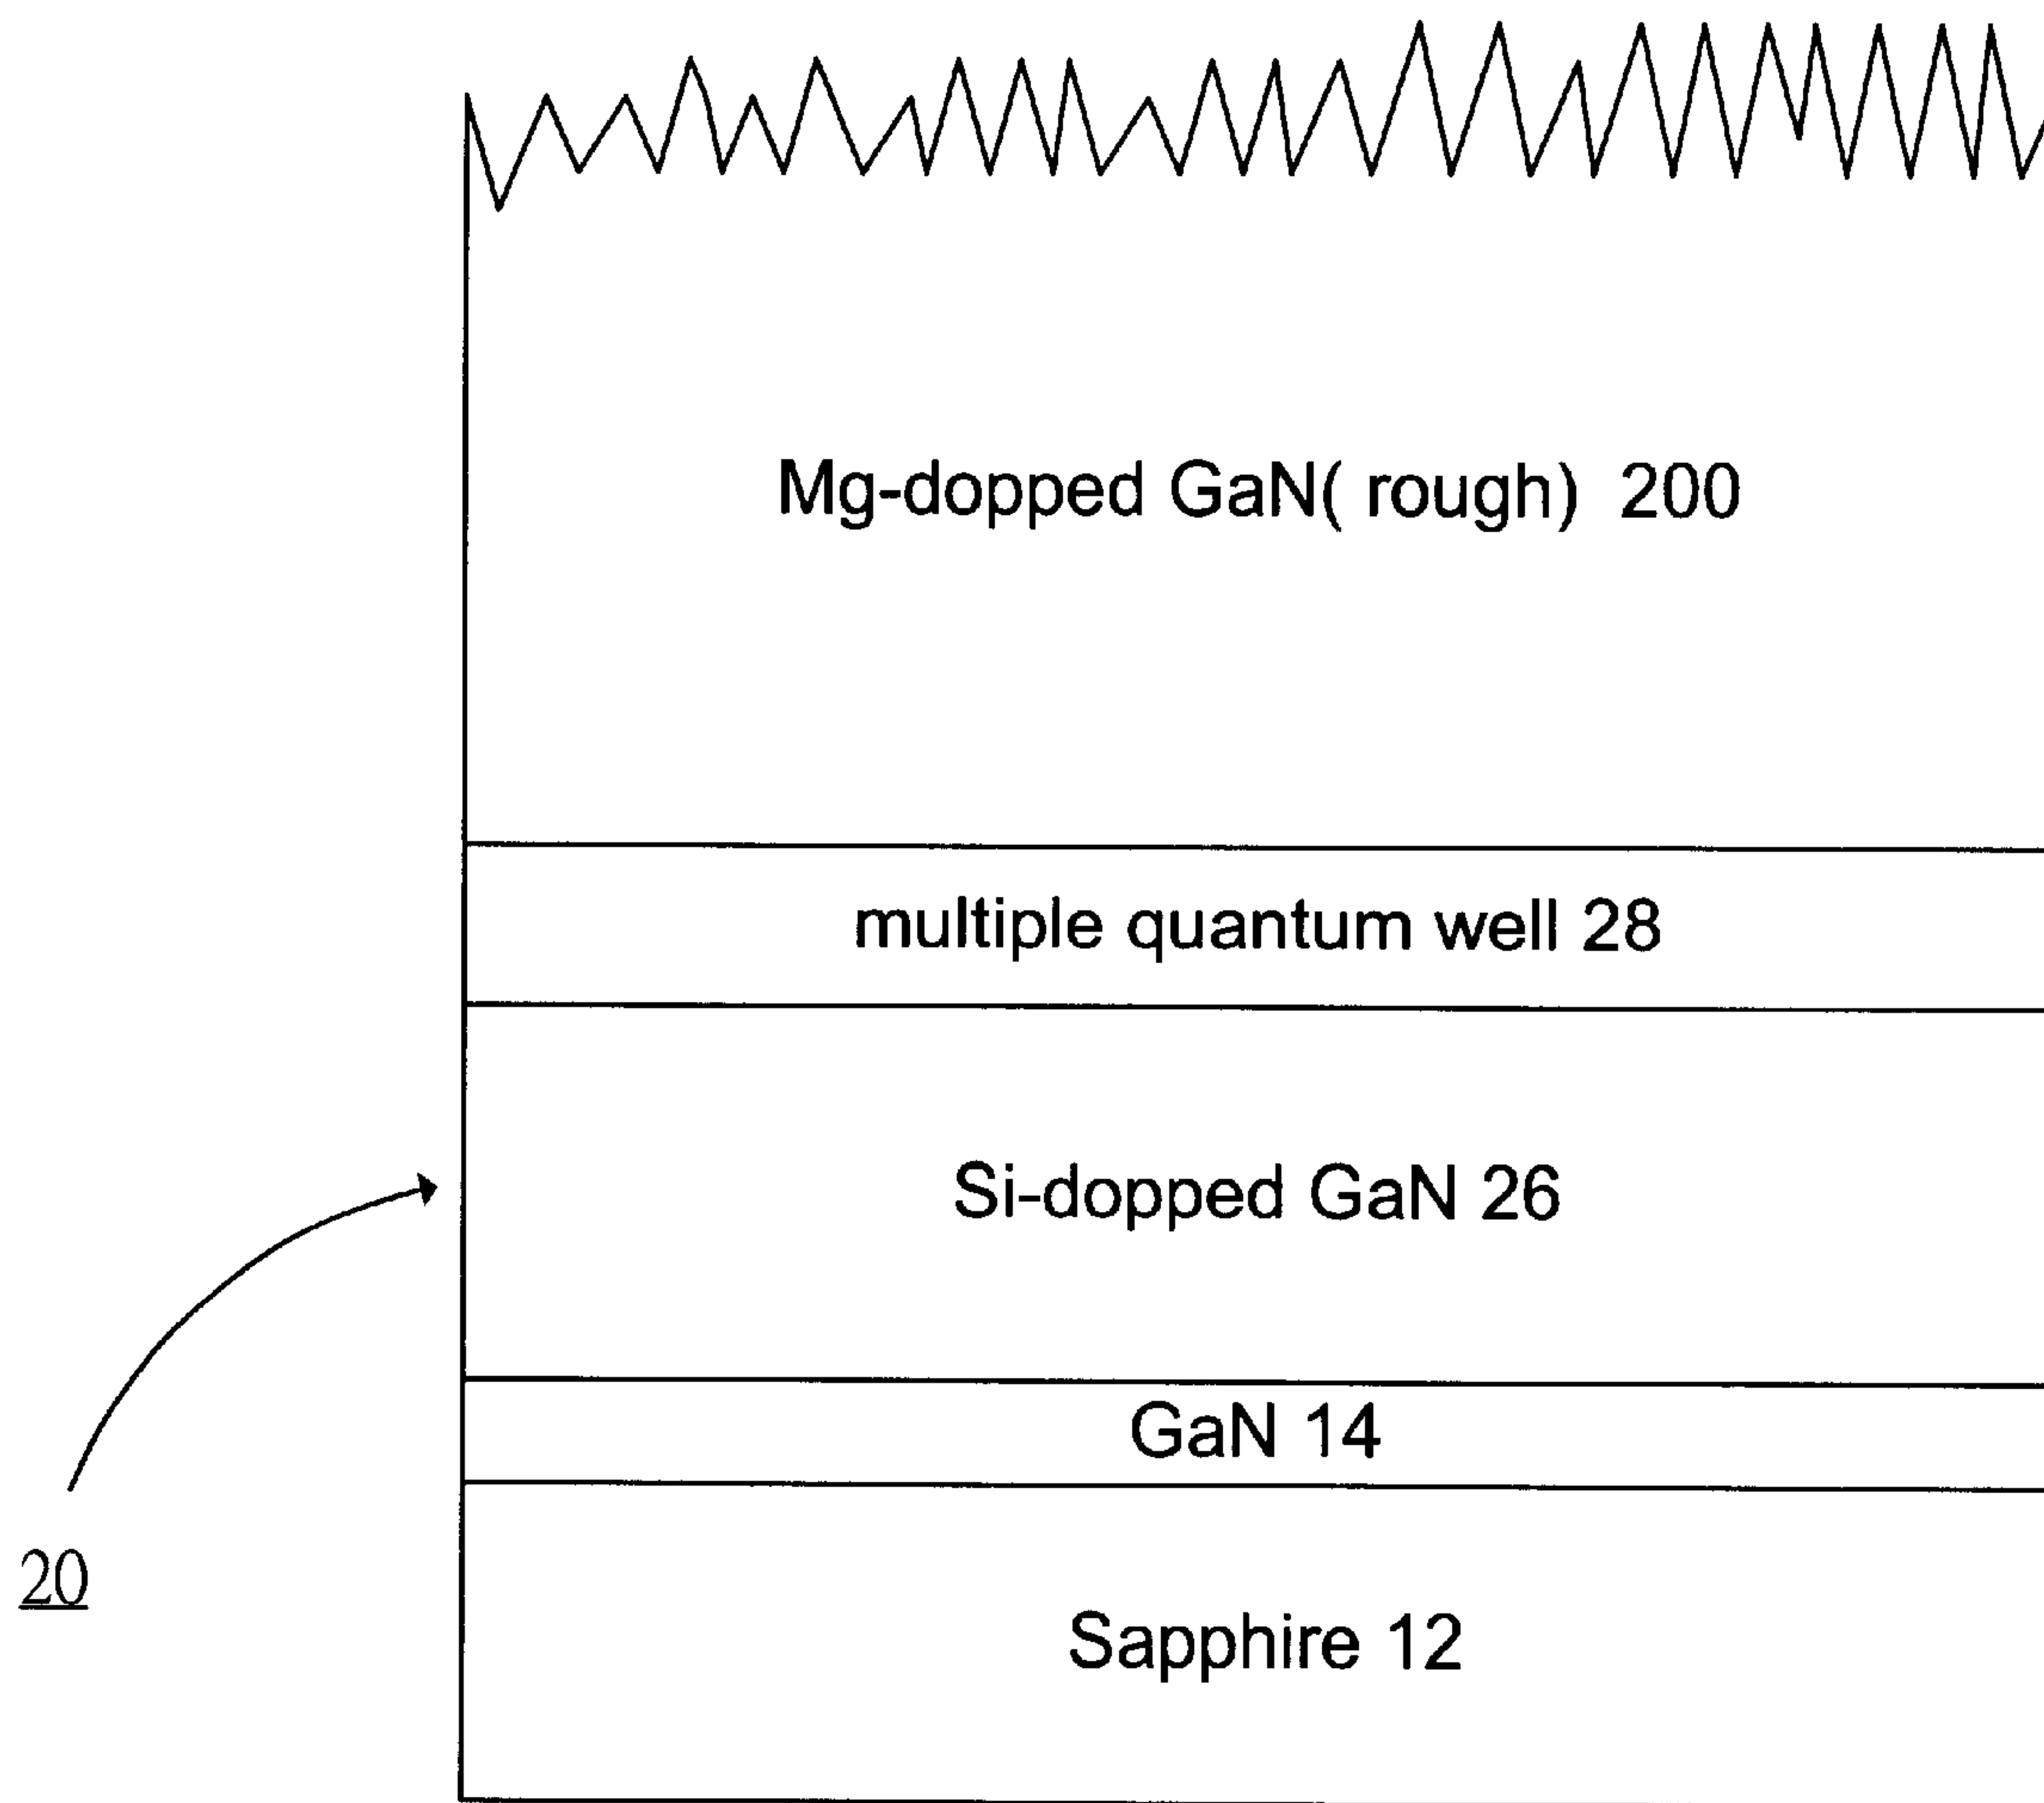 Mg-dopped GaN( rough) 200
multiple quantum well 28
Si-dopped GaN 26
GaN 14
20
Sapphire 12